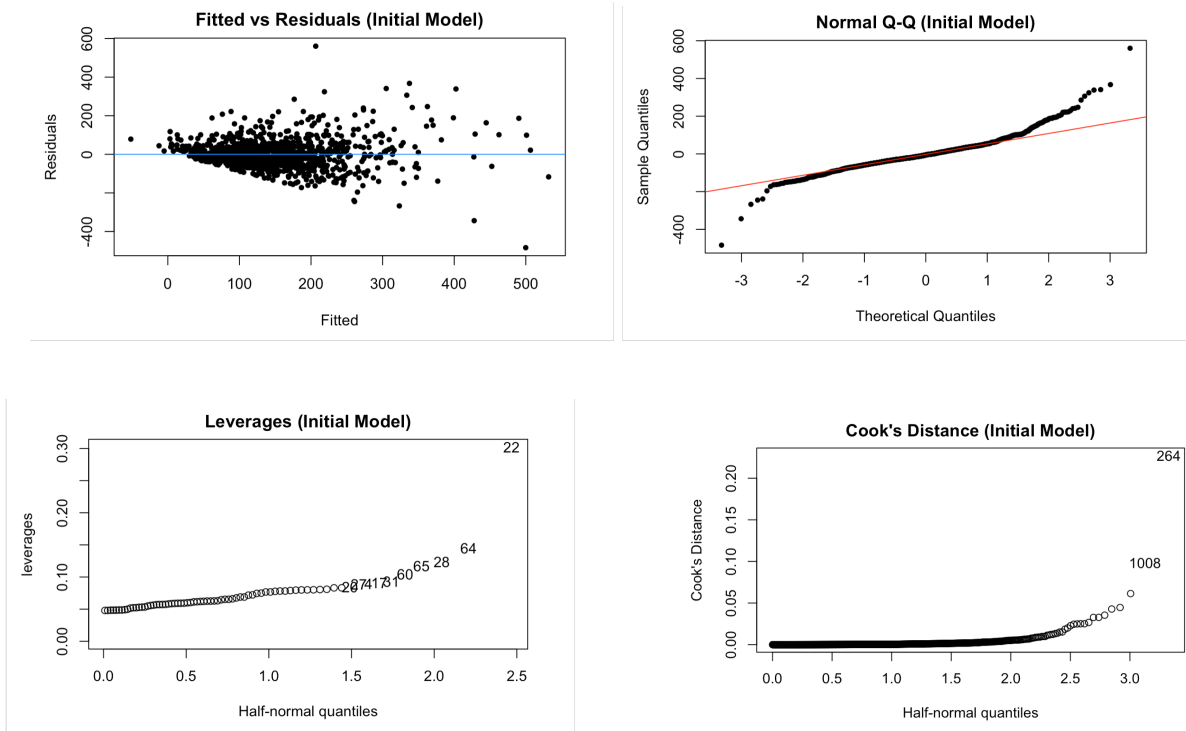 Fitted vs Residuals (Initial Model)
600
400
200
0
-400
Residuals
0 100 200 300 400 500
Fitted
Normal Q-Q (Initial Model)
600
400
200
0
-400
Sample Quantiles
-3 -2 -1 0 1 2 3
Theoretical Quantiles
Leverages (Initial Model)
0.30
0.20
0.10
0.00
leverages
22
64
28
65
60
31
0.0 0.5 1.0 1.5 2.0 2.5
Half-normal quantiles
Cook's Distance (Initial Model)
0.20
0.15
0.10
0.05
0.00
Cook's Distance
264
1008
0.0 0.5 1.0 1.5 2.0 2.5 3.0
Half-normal quantiles